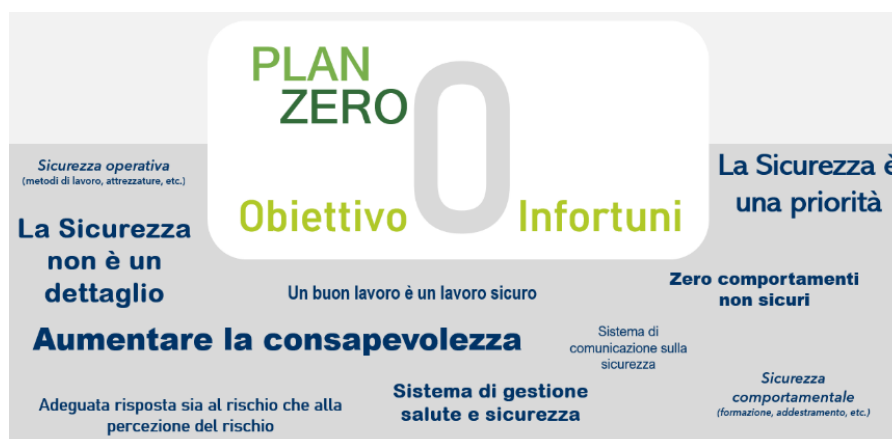 PLAN
ZERO
0
Obiettivo
Infortuni
Sicurezza operativa
(metodi di lavoro, attrezzature, etc.)
La Sicurezza è
una priorità
La Sicurezza
non è un
dettaglio
Un buon lavoro è un lavoro sicuro
Zero comportamenti
non sicuri
Aumentare la consapevolezza
Sistema di
comunicazione sulla
sicurezza
Adeguata risposta sia al rischio che alla
percezione del rischio
Sistema di gestione
salute e sicurezza
Sicurezza
comportamentale
(formazione, addestramento, etc.)